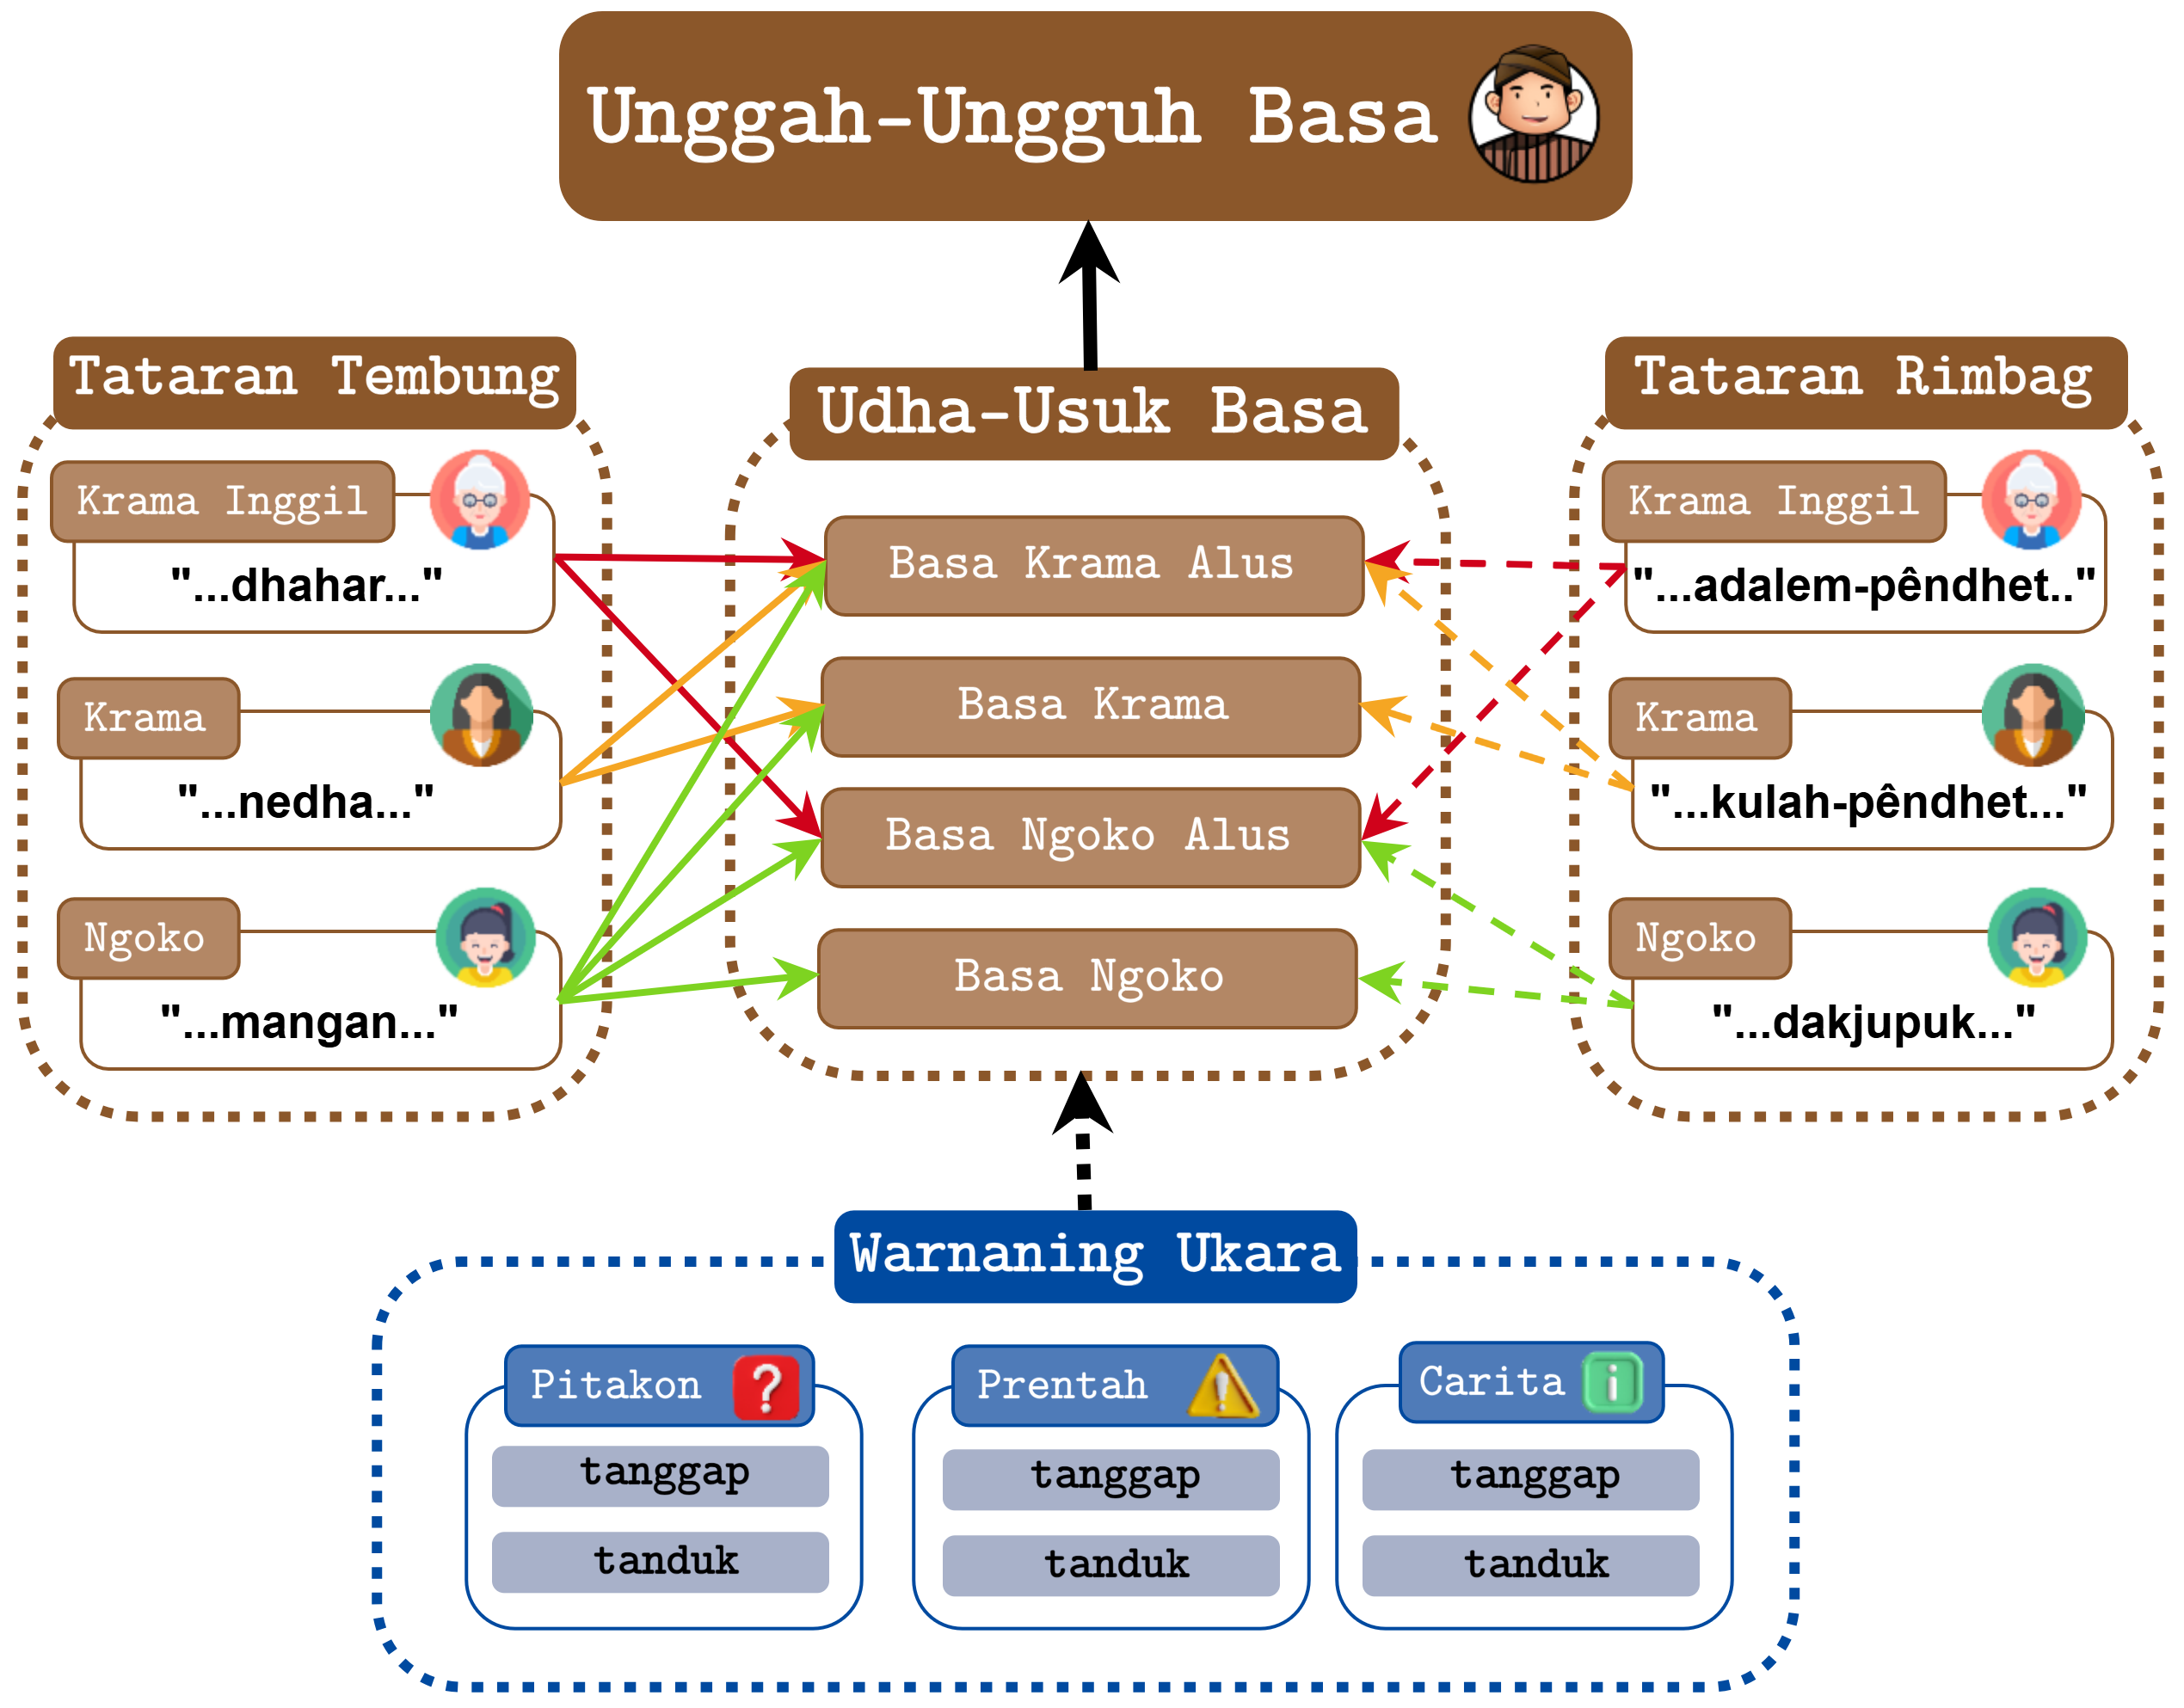 Unggah-Ungguh Basa
Tataran Tembung
Krama Inggil
"...dhahar..."
Krama
"...nedha..."
Ngoko
"...mangan..."
Udha-Usuk Basa
Basa Krama Alus
Basa Krama
Basa Ngoko Alus
Basa Ngoko
Tataran Rimbag
Krama Inggil
"...adalem-pêndhet.."
Krama
"...kulah-pêndhet..."
Ngoko
"...dakjupuk..."
Warnaning Ukara
Pitakon
tanggap
tanduk
Prentah
tanggap
tanduk
Carita
tanggap
tanduk